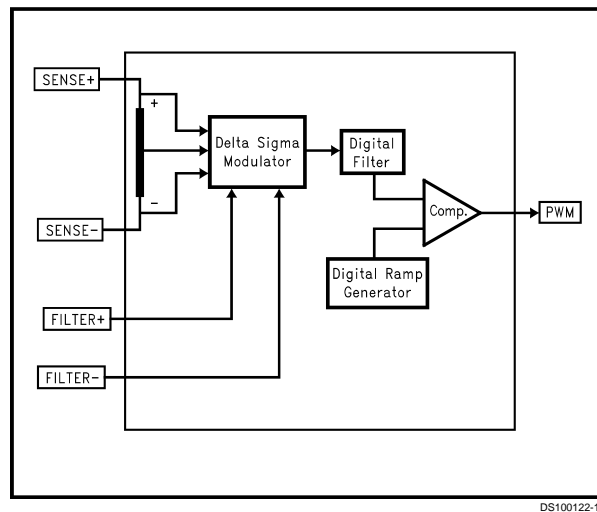 SENSE+
+
Delta Sigma
Modulator
Digital
Filter
-
Comp.
PWM
SENSE-
Digital Ramp
Generator
FILTER+
FILTER-
DS100122-1